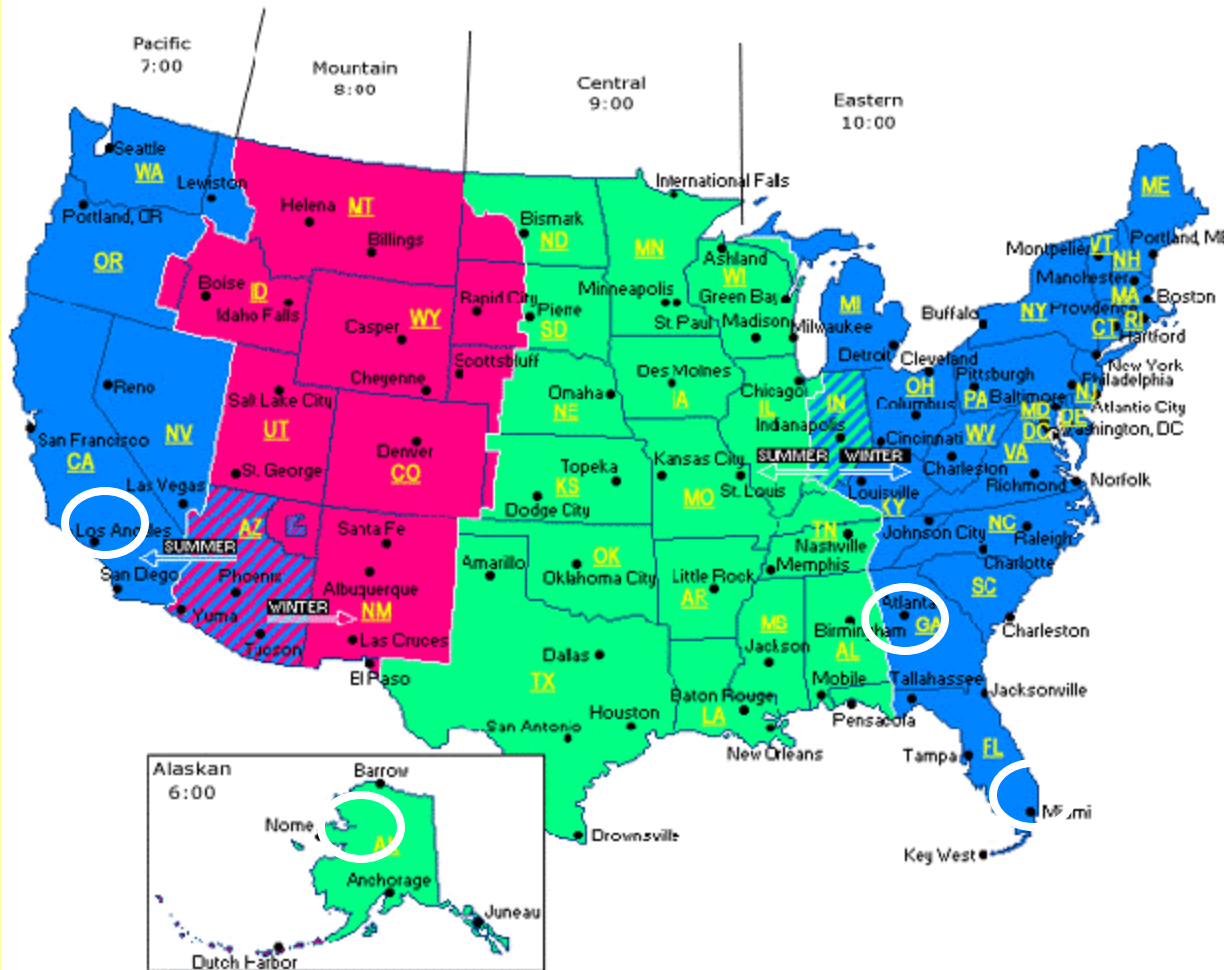 Pacific
7:00
Mountain
8:00
Central
9:00
Eastern
10:00
Seattle
WA
Lewiston
Portland, OR
OR
Helena
MT
Billings
Boise
ID
Idaho Falls
WY
Casper
Cheyenne
Rapid City
Scottsbluff
Reno
NV
San Francisco
CA
Salt Lake City
UT
St. George
Denver
CO
Las Vegas
Los Angeles
SUMMER
San Diego
AZ
Phoenix
Yuma
WINTER
Tucson
Santa Fe
Albuquerque
NM
Las Cruces
El Paso
Bismark
ND
International Falls
MN
Minneapolis
St. Paul
Pierre
SD
Ashland
WI
Green Bay
Madison
Milwaukee
Omaha
NE
Des Moines
IA
Chicago
IL
Topeka
KS
Dodge City
Kansas City
MO
St. Louis
Amarillo
OK
Oklahoma City
Little Rock
AR
Memphis
TN
Nashville
Dallas
TX
San Antonio
Houston
Baton Rouge
LA
New Orleans
MS
Jackson
Birmingham
AL
Mobile
Pensacola
Drownsville
MI
Detroit
Cleveland
OH
Columbus
Cincinnati
IN
Indianapolis
SUMMER
WINTER
Louisville
KY
Charleston
WV
Pittsburgh
PA
Buffalo
NY
Montpelier
VT
NH
ME
Portland, ME
Manchester
MA
Boston
Providence
CT
RI
Hartford
New York
Philadelphia
NJ
Atlantic City
Baltimore
MD
DE
DC
Washington, DC
VA
Richmond
Norfolk
Johnson City
NC
Raleigh
Charlotte
SC
Charleston
Atlanta
GA
Tallahassee
Jacksonville
Tampa
FL
Miami
Key West
Alaskan
6:00
Barrow
Nome
AK
Anchorage
Juneau
Dutch Harbor